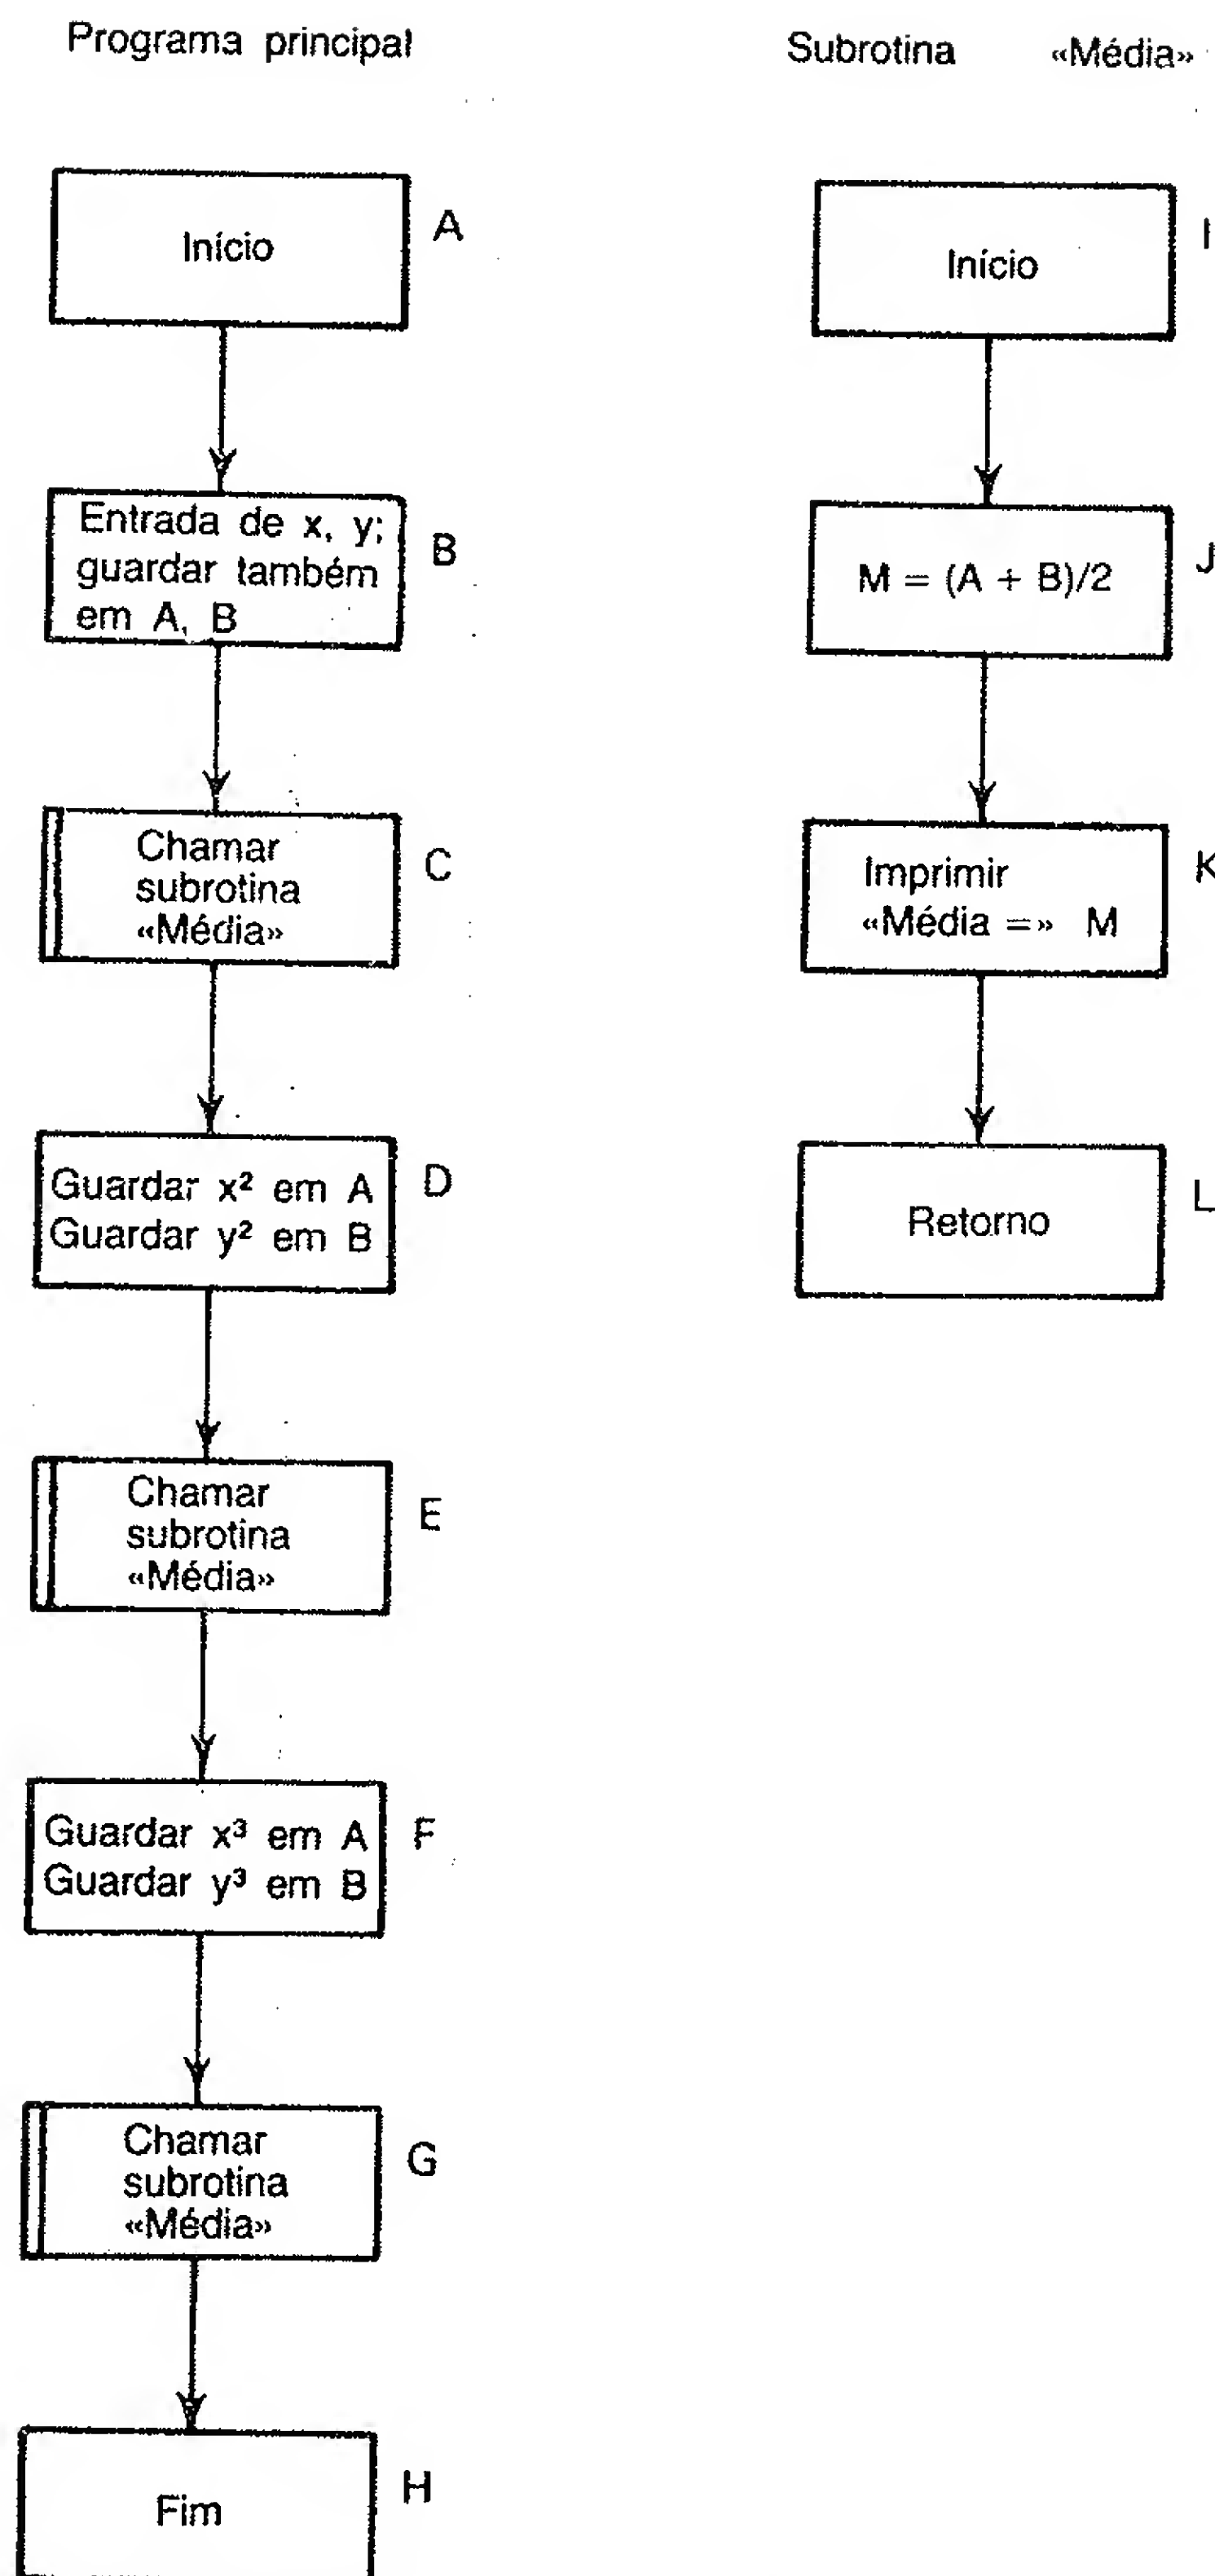 Programa principal
Início
A
Entrada de x, y;
guardar também
em A, B
B
Chamar
subrotina
«Média»
C
Guardar x² em A
Guardar y² em B
D
Chamar
subrotina
«Média»
E
Guardar x³ em A
Guardar y³ em B
F
Chamar
subrotina
«Média»
G
Fim
H
Subrotina «Média»
Início
I
M = (A + B)/2
J
Imprimir
«Média =» M
K
Retorno
L